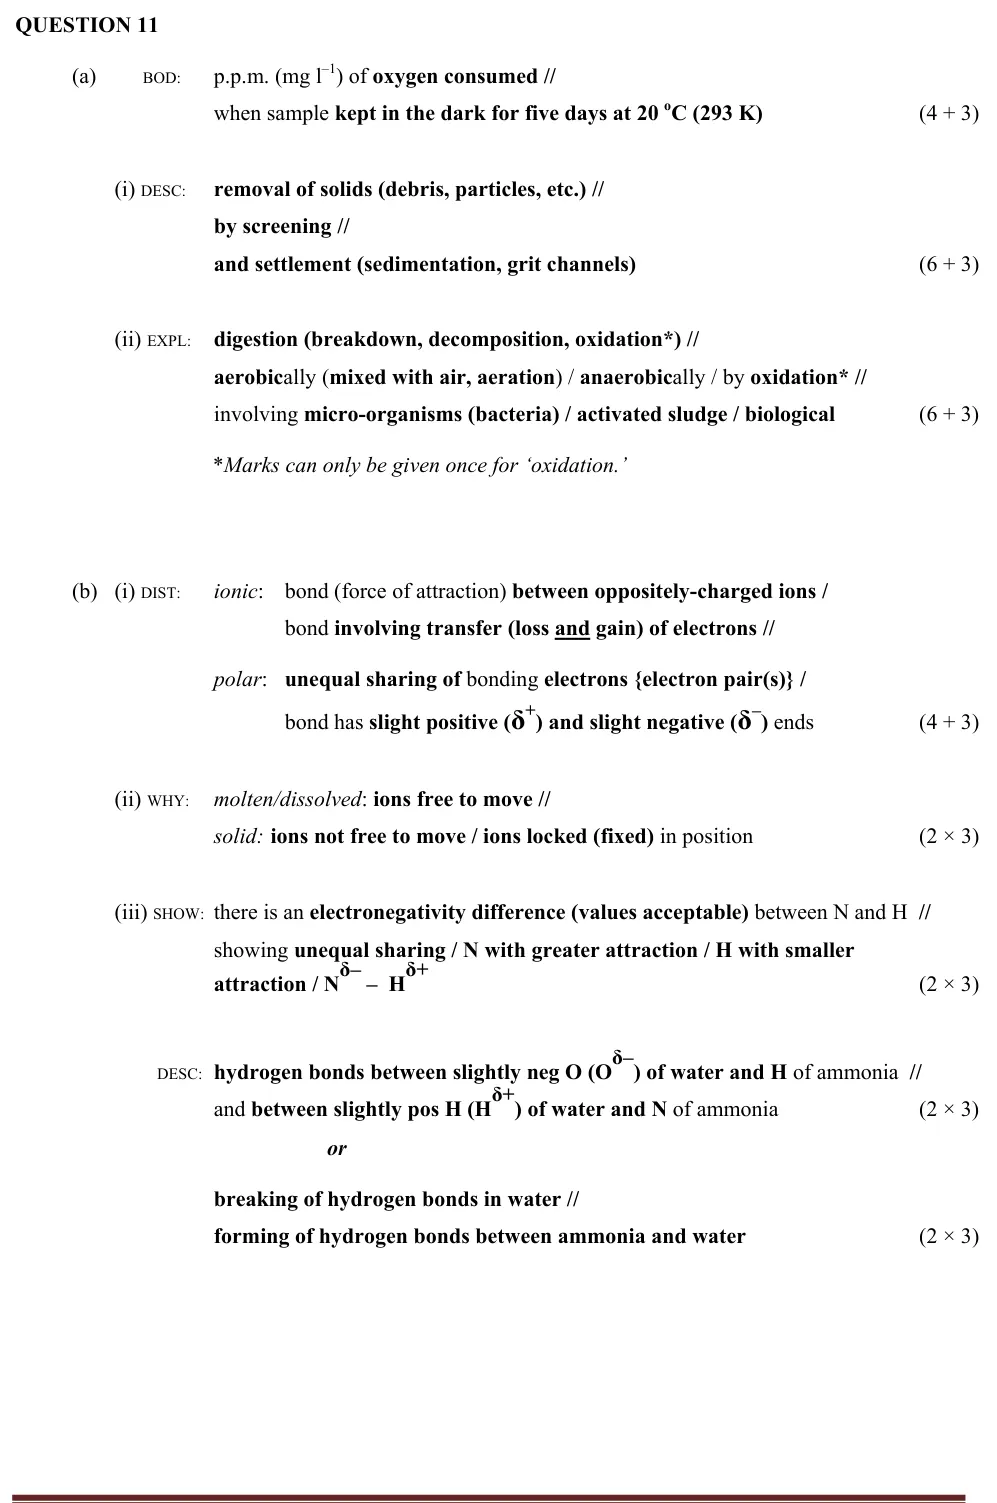 QUESTION 11
(a) BOD: p.p.m. (mg l⁻¹) of oxygen consumed //
when sample kept in the dark for five days at 20 ºC (293 K) (4 + 3)
(i) DESC: removal of solids (debris, particles, etc.) //
by screening //
and settlement (sedimentation, grit channels) (6 + 3)
(ii) EXPL: digestion (breakdown, decomposition, oxidation*) //
aerobically (mixed with air, aeration) / anaerobically / by oxidation* //
involving micro-organisms (bacteria) / activated sludge / biological (6 + 3)
*Marks can only be given once for ‘oxidation.’
(b) (i) DIST: ionic: bond (force of attraction) between oppositely-charged ions /
bond involving transfer (loss and gain) of electrons //
polar: unequal sharing of bonding electrons {electron pair(s)} /
bond has slight positive (δ⁺) and slight negative (δ⁻) ends (4 + 3)
(ii) WHY: molten/dissolved: ions free to move //
solid: ions not free to move / ions locked (fixed) in position (2 × 3)
(iii) SHOW: there is an electronegativity difference (values acceptable) between N and H //
showing unequal sharing / N with greater attraction / H with smaller
attraction / Nδ– – Hδ+ (2 × 3)
DESC: hydrogen bonds between slightly neg O (Oδ–) of water and H of ammonia //
and between slightly pos H (Hδ+) of water and N of ammonia (2 × 3)
or
breaking of hydrogen bonds in water //
forming of hydrogen bonds between ammonia and water (2 × 3)